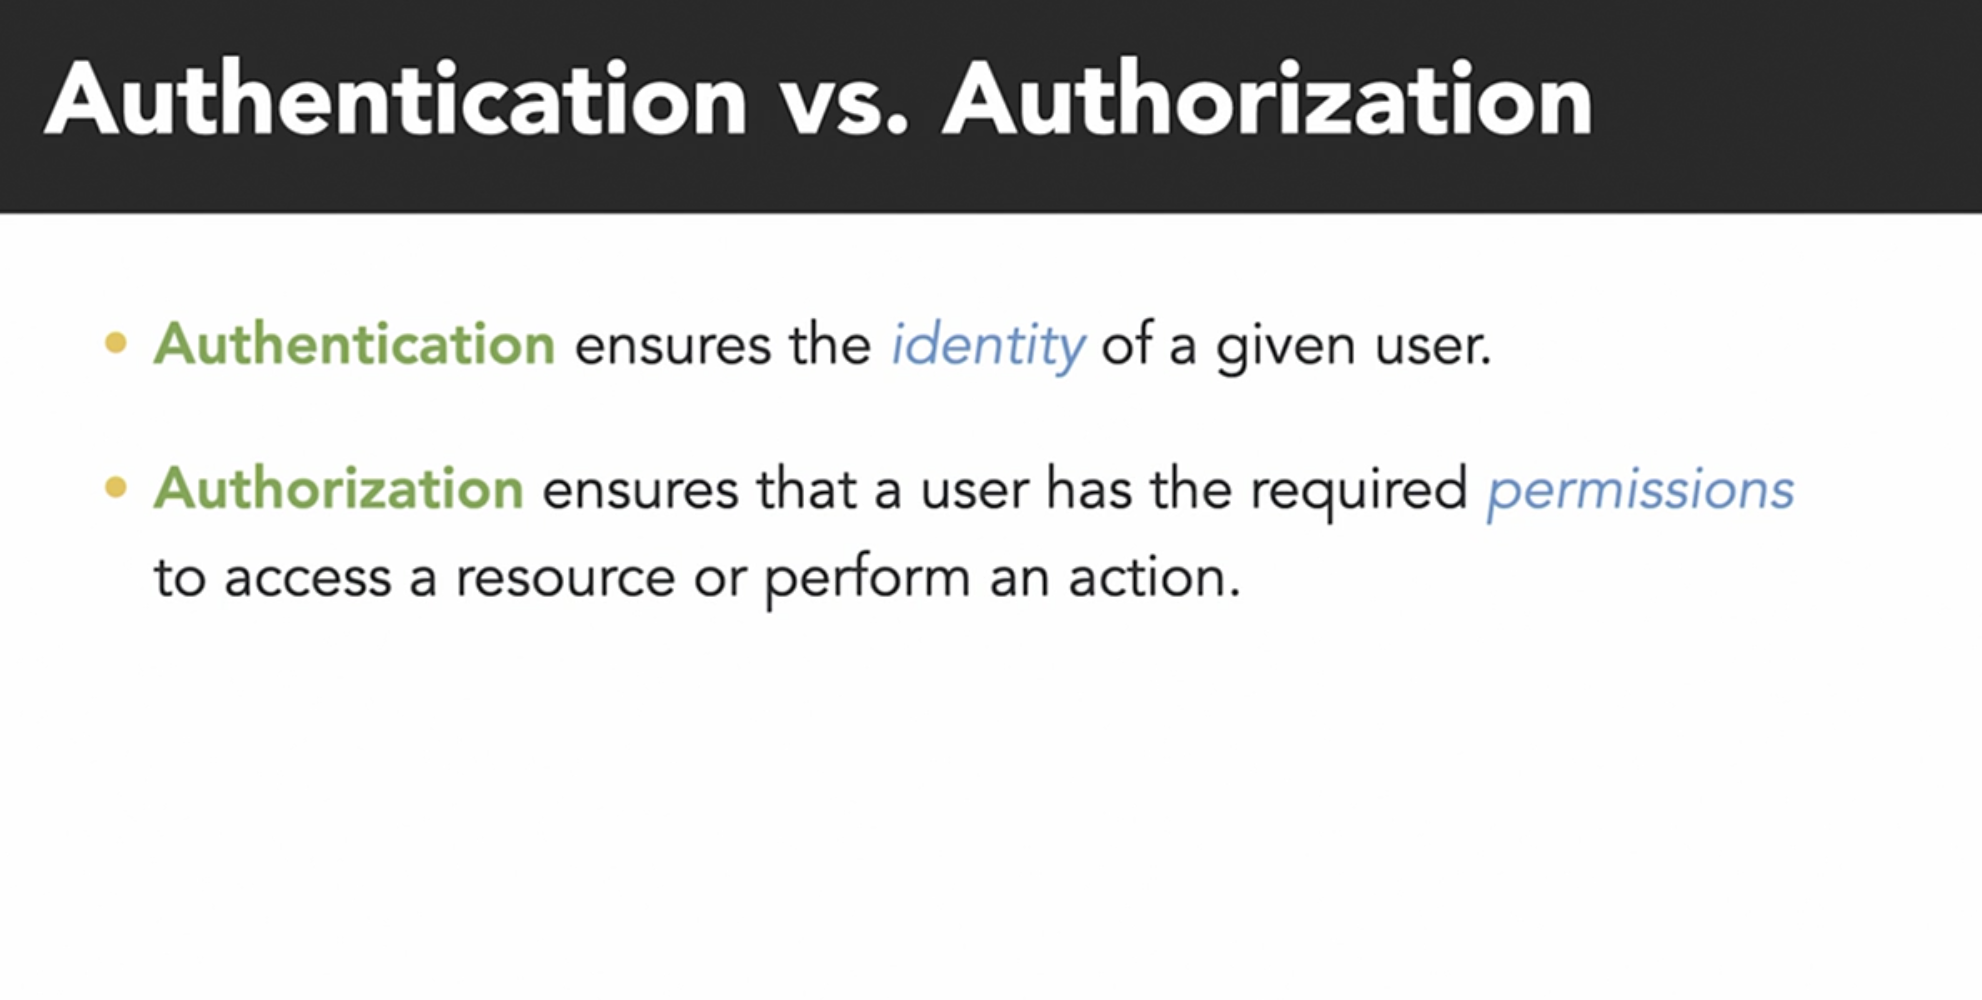 Authentication vs. Authorization
• Authentication ensures the identity of a given user.
• Authorization ensures that a user has the required permissions
to access a resource or perform an action.